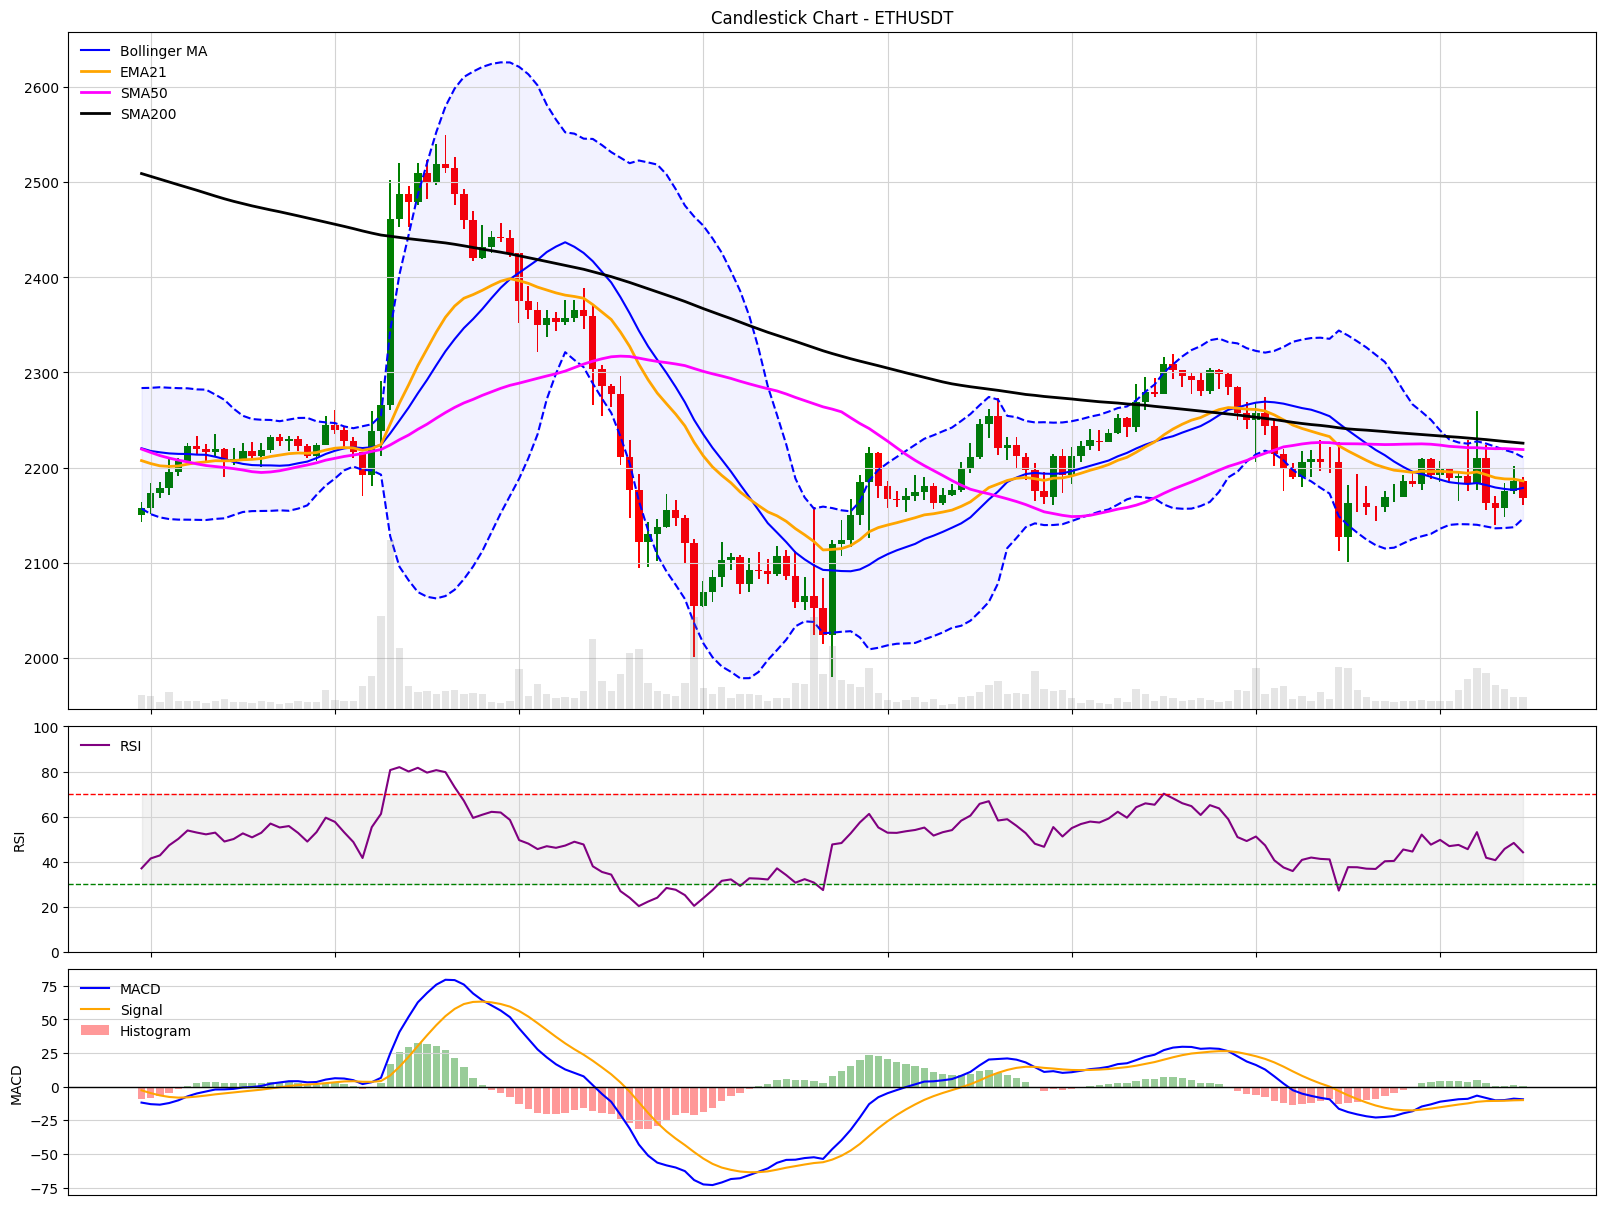 Candlestick Chart - ETHUSDT
Bollinger MA
EMA21
SMA50
SMA200
2600
2500
2400
2300
2200
2100
2000
100
80
60
40
20
0
RSI
RSI
75
50
25
0
−25
−50
−75
MACD
MACD
Signal
Histogram